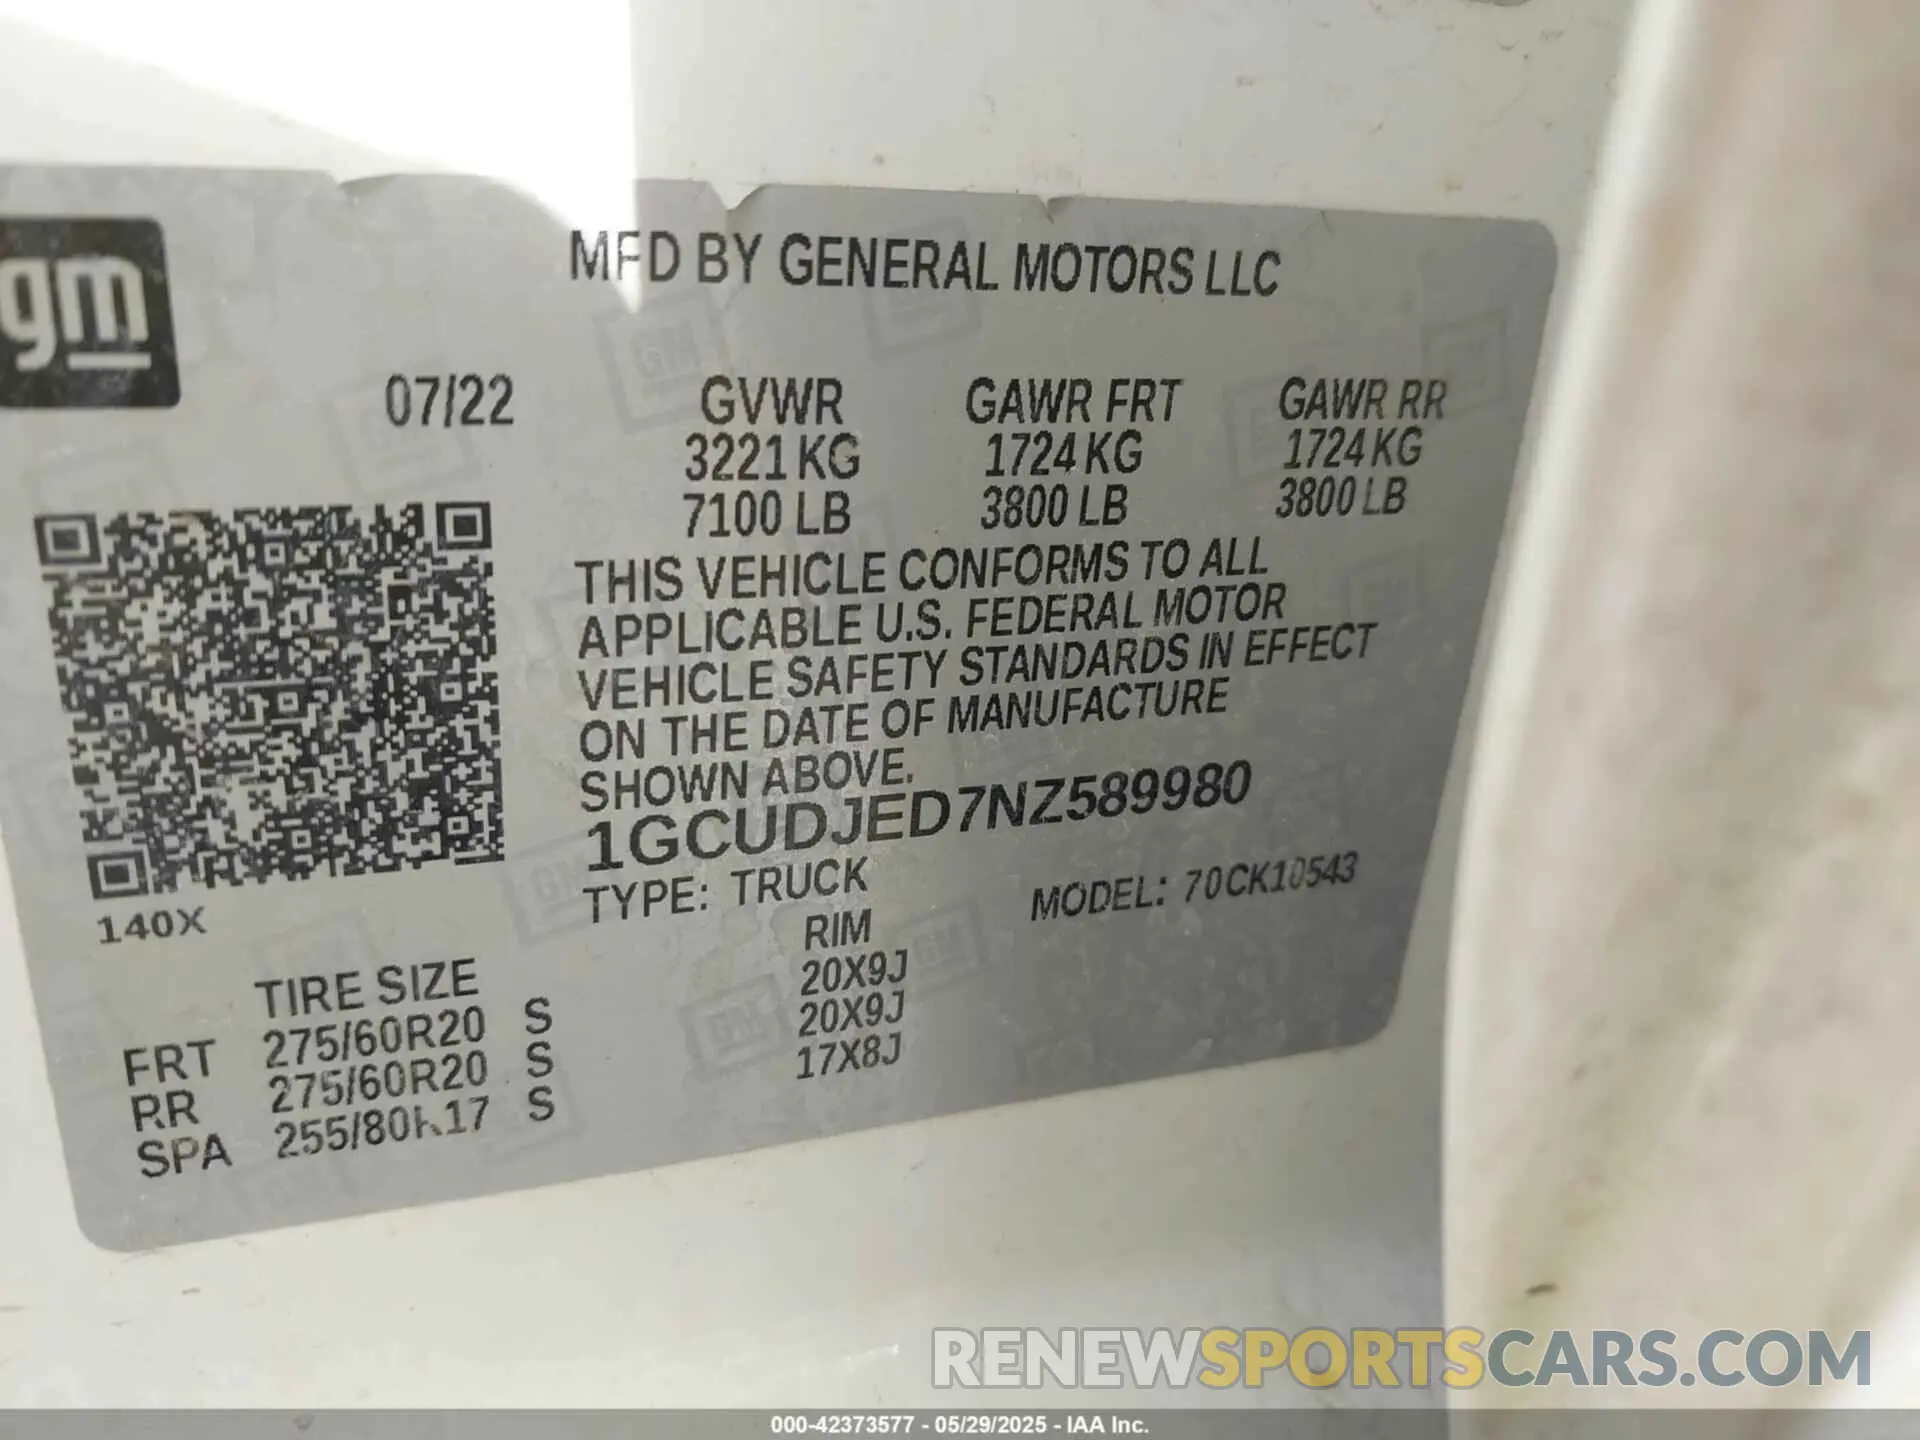 gm
MFD BY GENERAL MOTORS LLC
07/22 GVWR GAWR FRT GAWR RR
3221 KG 1724 KG 1724 KG
7100 LB 3800 LB 3800 LB
THIS VEHICLE CONFORMS TO ALL
APPLICABLE U.S. FEDERAL MOTOR
VEHICLE SAFETY STANDARDS IN EFFECT
ON THE DATE OF MANUFACTURE
SHOWN ABOVE.
1GCUDJED7NZ589980
TYPE: TRUCK MODEL: 70CK10543
140X
TIRE SIZE RIM
FRT 275/60R20 S 20X9J
RR 275/60R20 S 20X9J
SPA 255/80R17 S 17X8J
RENEWSPORTSCARS.COM
000-42373577 - 05/29/2025 - IAA Inc.